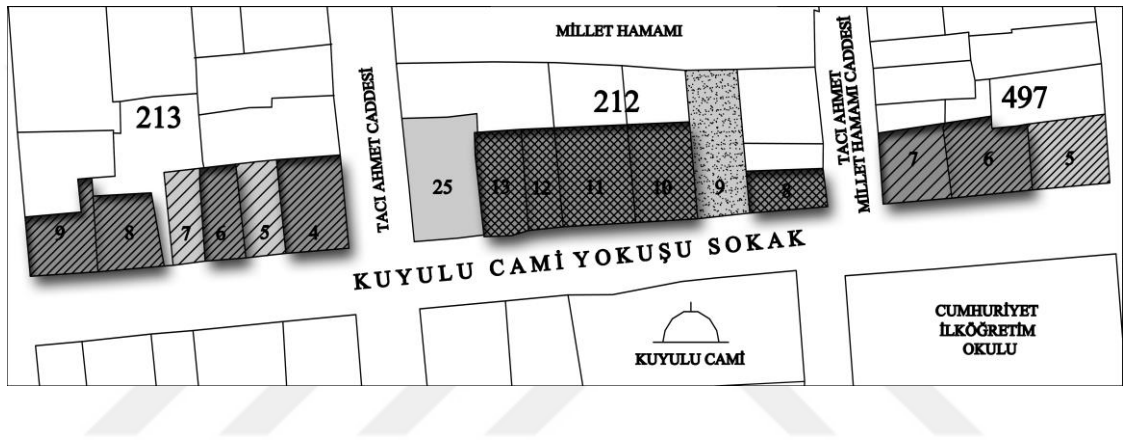 MİLLET HAMAMI
213
212
497
TACI AHMET CADDESİ
TACI AHMET
MİLLET HAMAMI CADDESİ
9
8
7
6
5
4
25
13
12
11
10
9
8
7
6
5
KUYULU CAMİ YOKUŞU SOKAK
KUYULU CAMİ
CUMHURİYET
İLKÖĞRETİM
OKULU